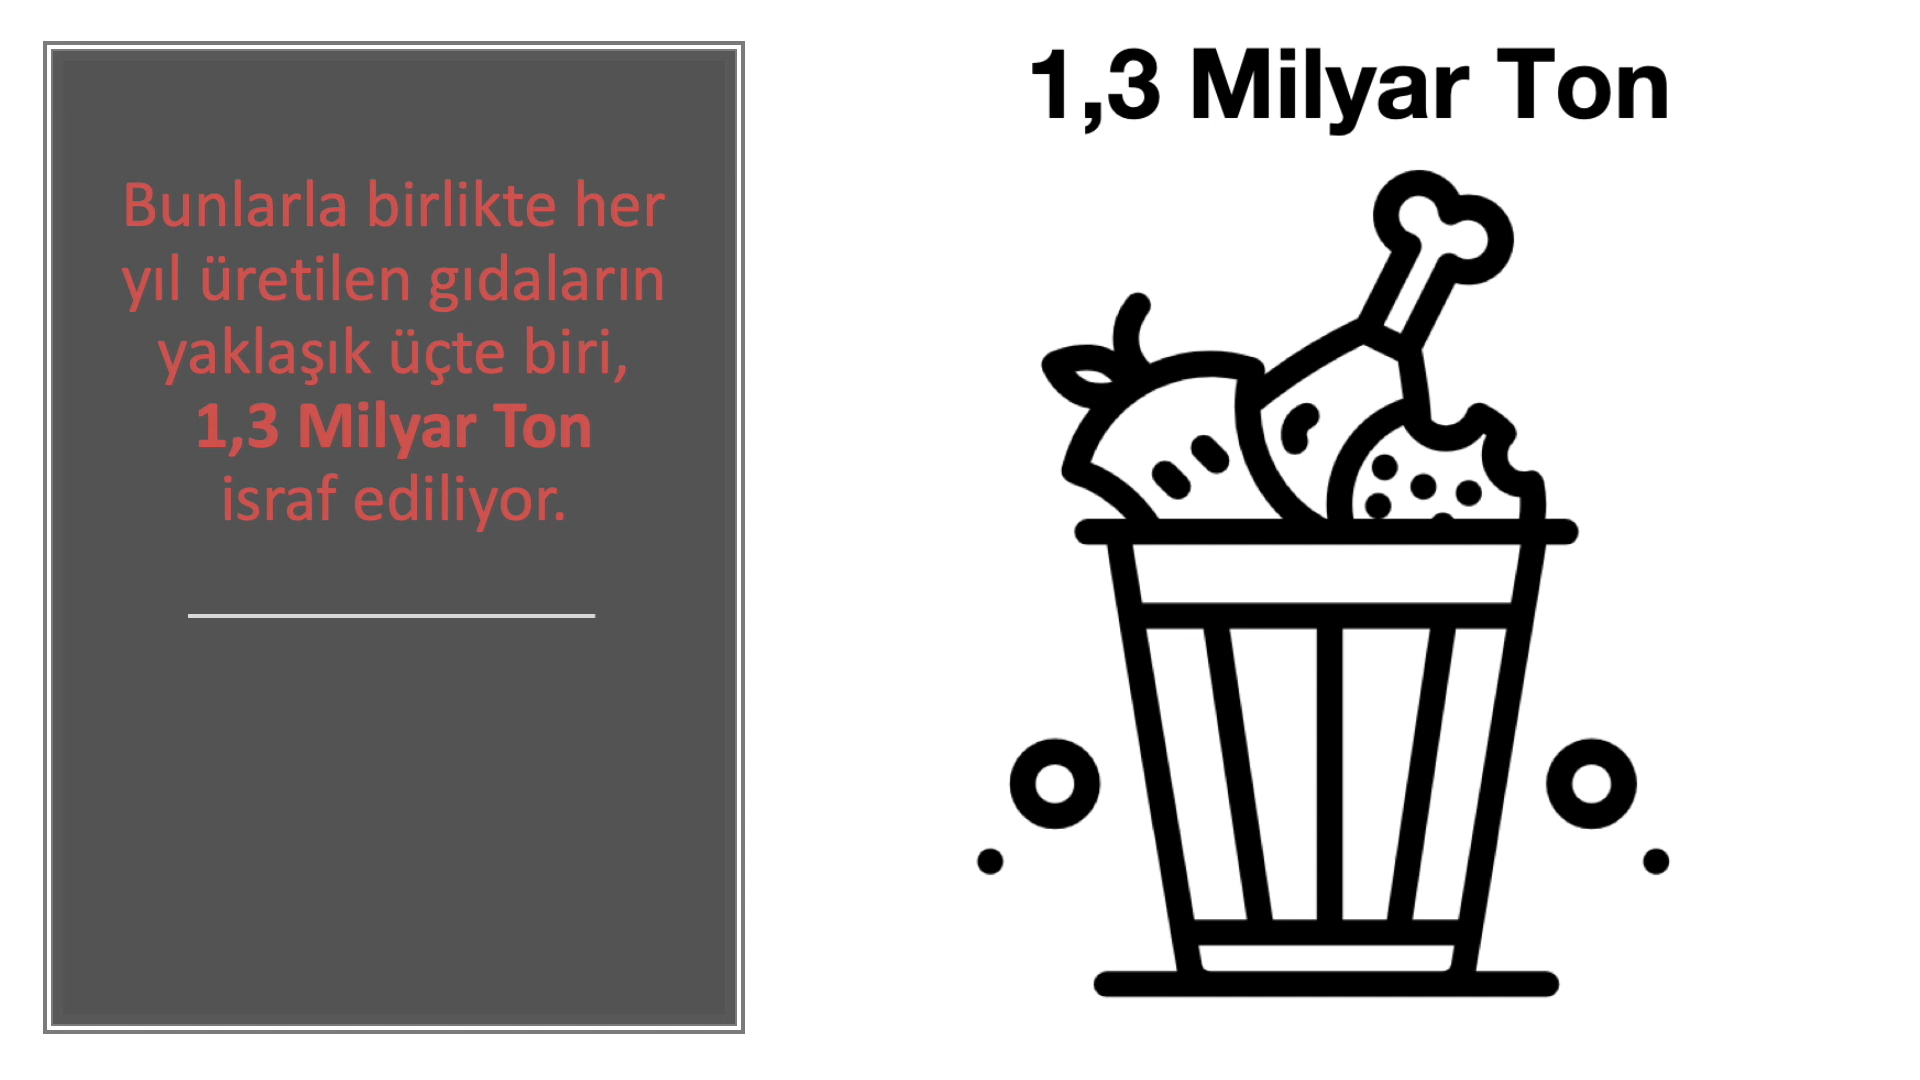 Bunlarla birlikte her
yıl üretilen gıdaların
yaklaşık üçte biri,
1,3 Milyar Ton
israf ediliyor.
1,3 Milyar Ton